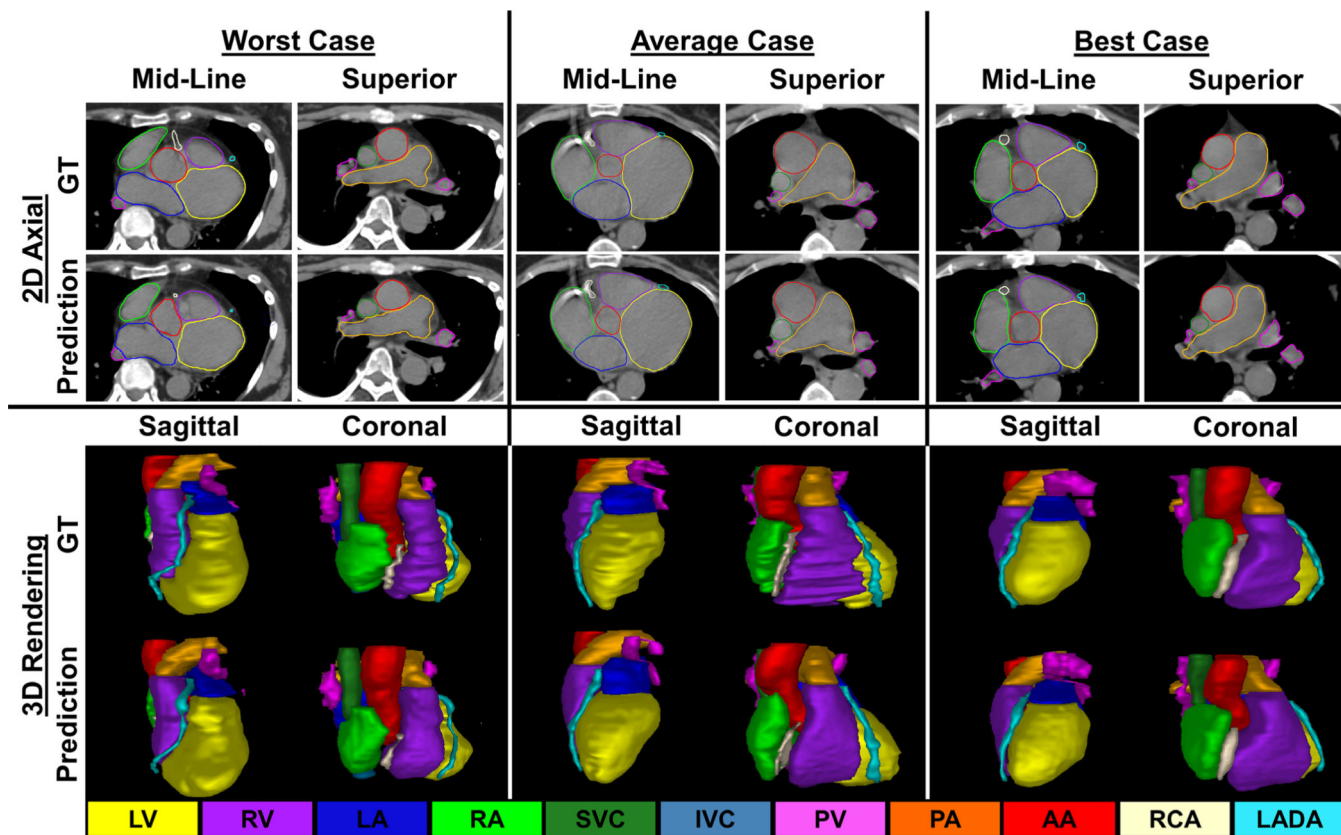 Worst Case Average Case Best Case
Mid-Line Superior Mid-Line Superior Mid-Line Superior
2D Axial
GT
Prediction
Sagittal Coronal Sagittal Coronal Sagittal Coronal
3D Rendering
GT
Prediction
LV RV LA RA SVC IVC PV PA AA RCA LADA